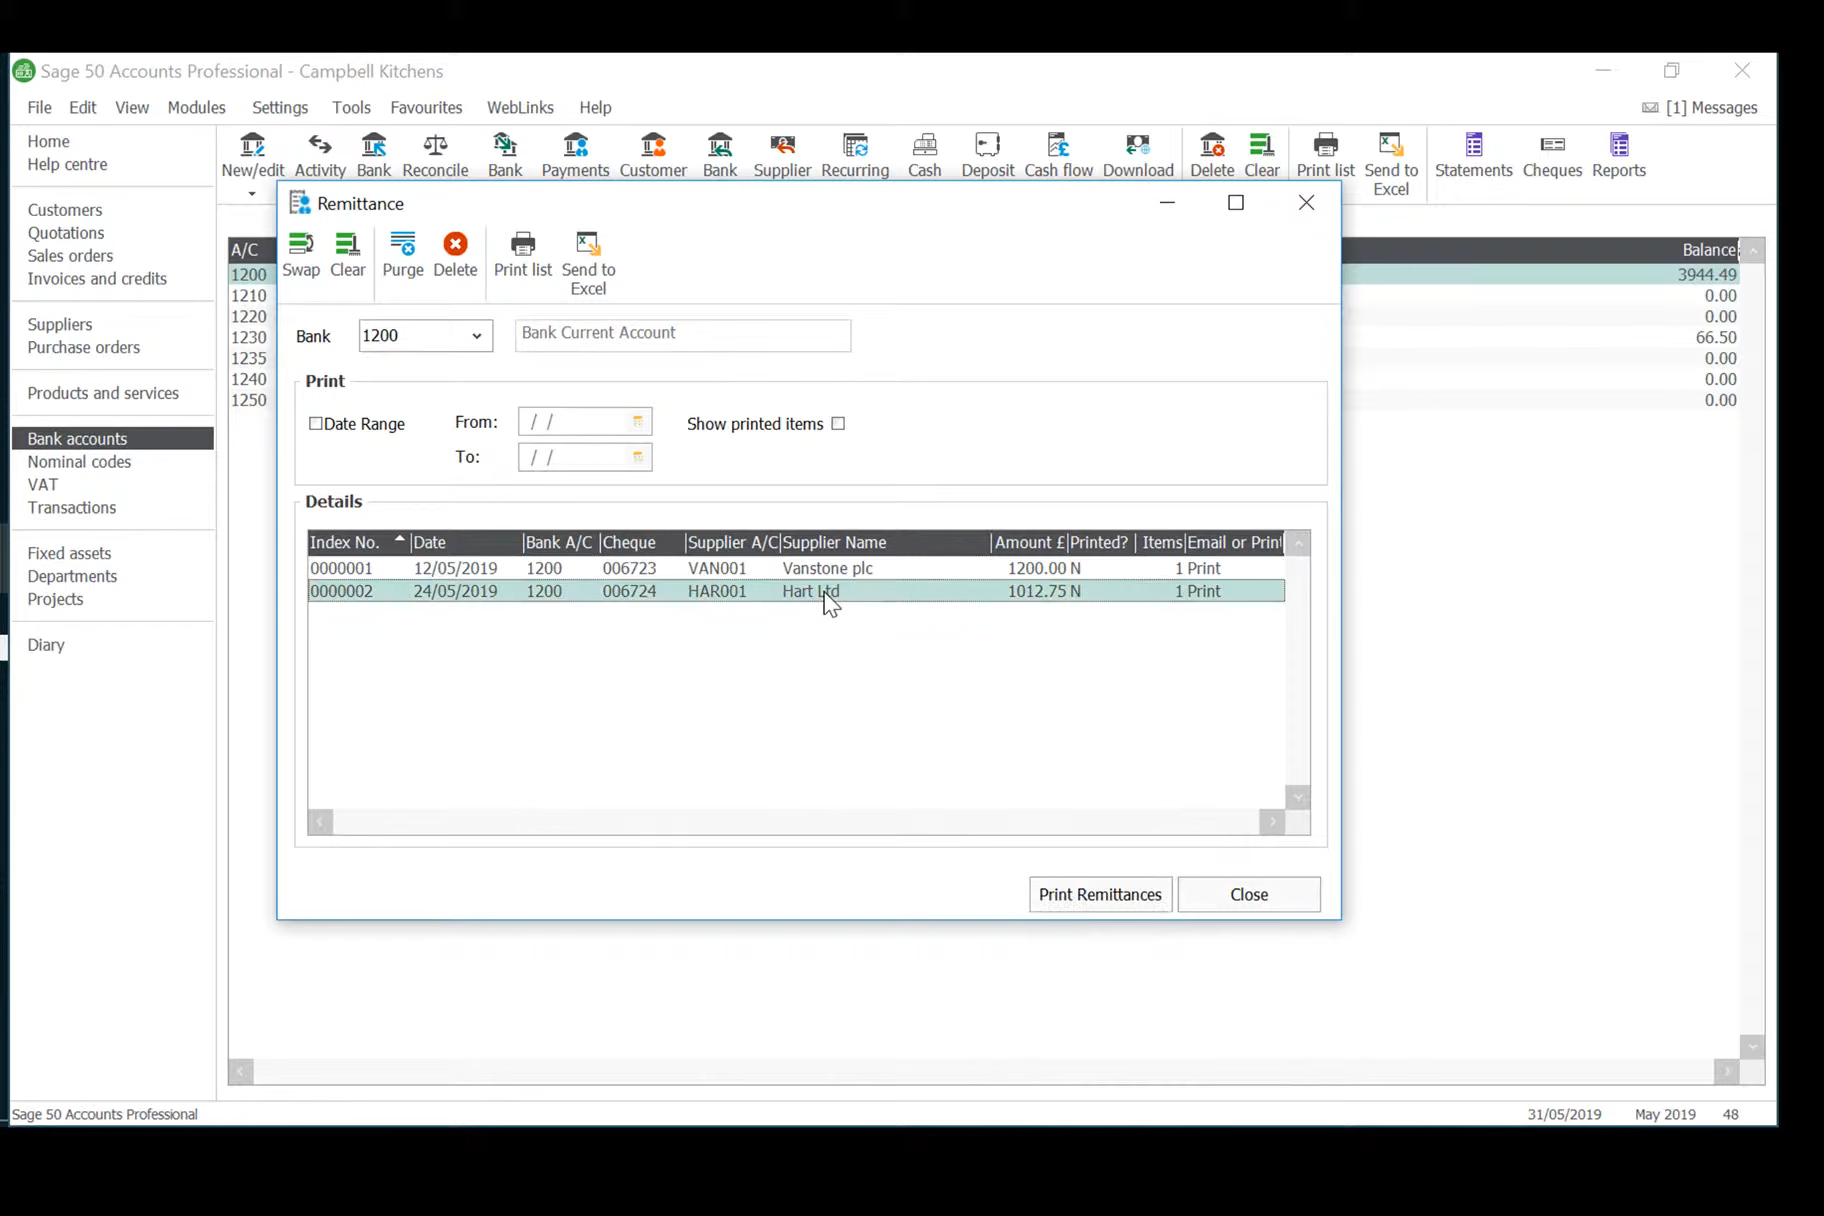 Sage 50 Accounts Professional - Campbell Kitchens
File Edit View Modules Settings Tools Favourites WebLinks Help [1] Messages
Home
Help centre
Customers
Quotations
Sales orders
Invoices and credits
Suppliers
Purchase orders
Products and services
Bank accounts
Nominal codes
VAT
Transactions
Fixed assets
Departments
Projects
Diary
New/edit Activity Bank Reconcile Bank Payments Customer Bank Supplier Recurring Cash Deposit Cash flow Download Delete Clear Print list Send to Excel Statements Cheques Reports
A/C Balance
1200 3944.49
1210 0.00
1220 0.00
1230 66.50
1235 0.00
1240 0.00
1250 0.00
Remittance
Swap Clear Purge Delete Print list Send to Excel
Bank 1200 Bank Current Account
Print
Date Range From: / / Show printed items
To: / /
Details
Index No. Date Bank A/C Cheque Supplier A/C Supplier Name Amount £ Printed? Items Email or Print
0000001 12/05/2019 1200 006723 VAN001 Vanstone plc 1200.00 N 1 Print
0000002 24/05/2019 1200 006724 HAR001 Hart Ltd 1012.75 N 1 Print
Print Remittances Close
Sage 50 Accounts Professional 31/05/2019 May 2019 48